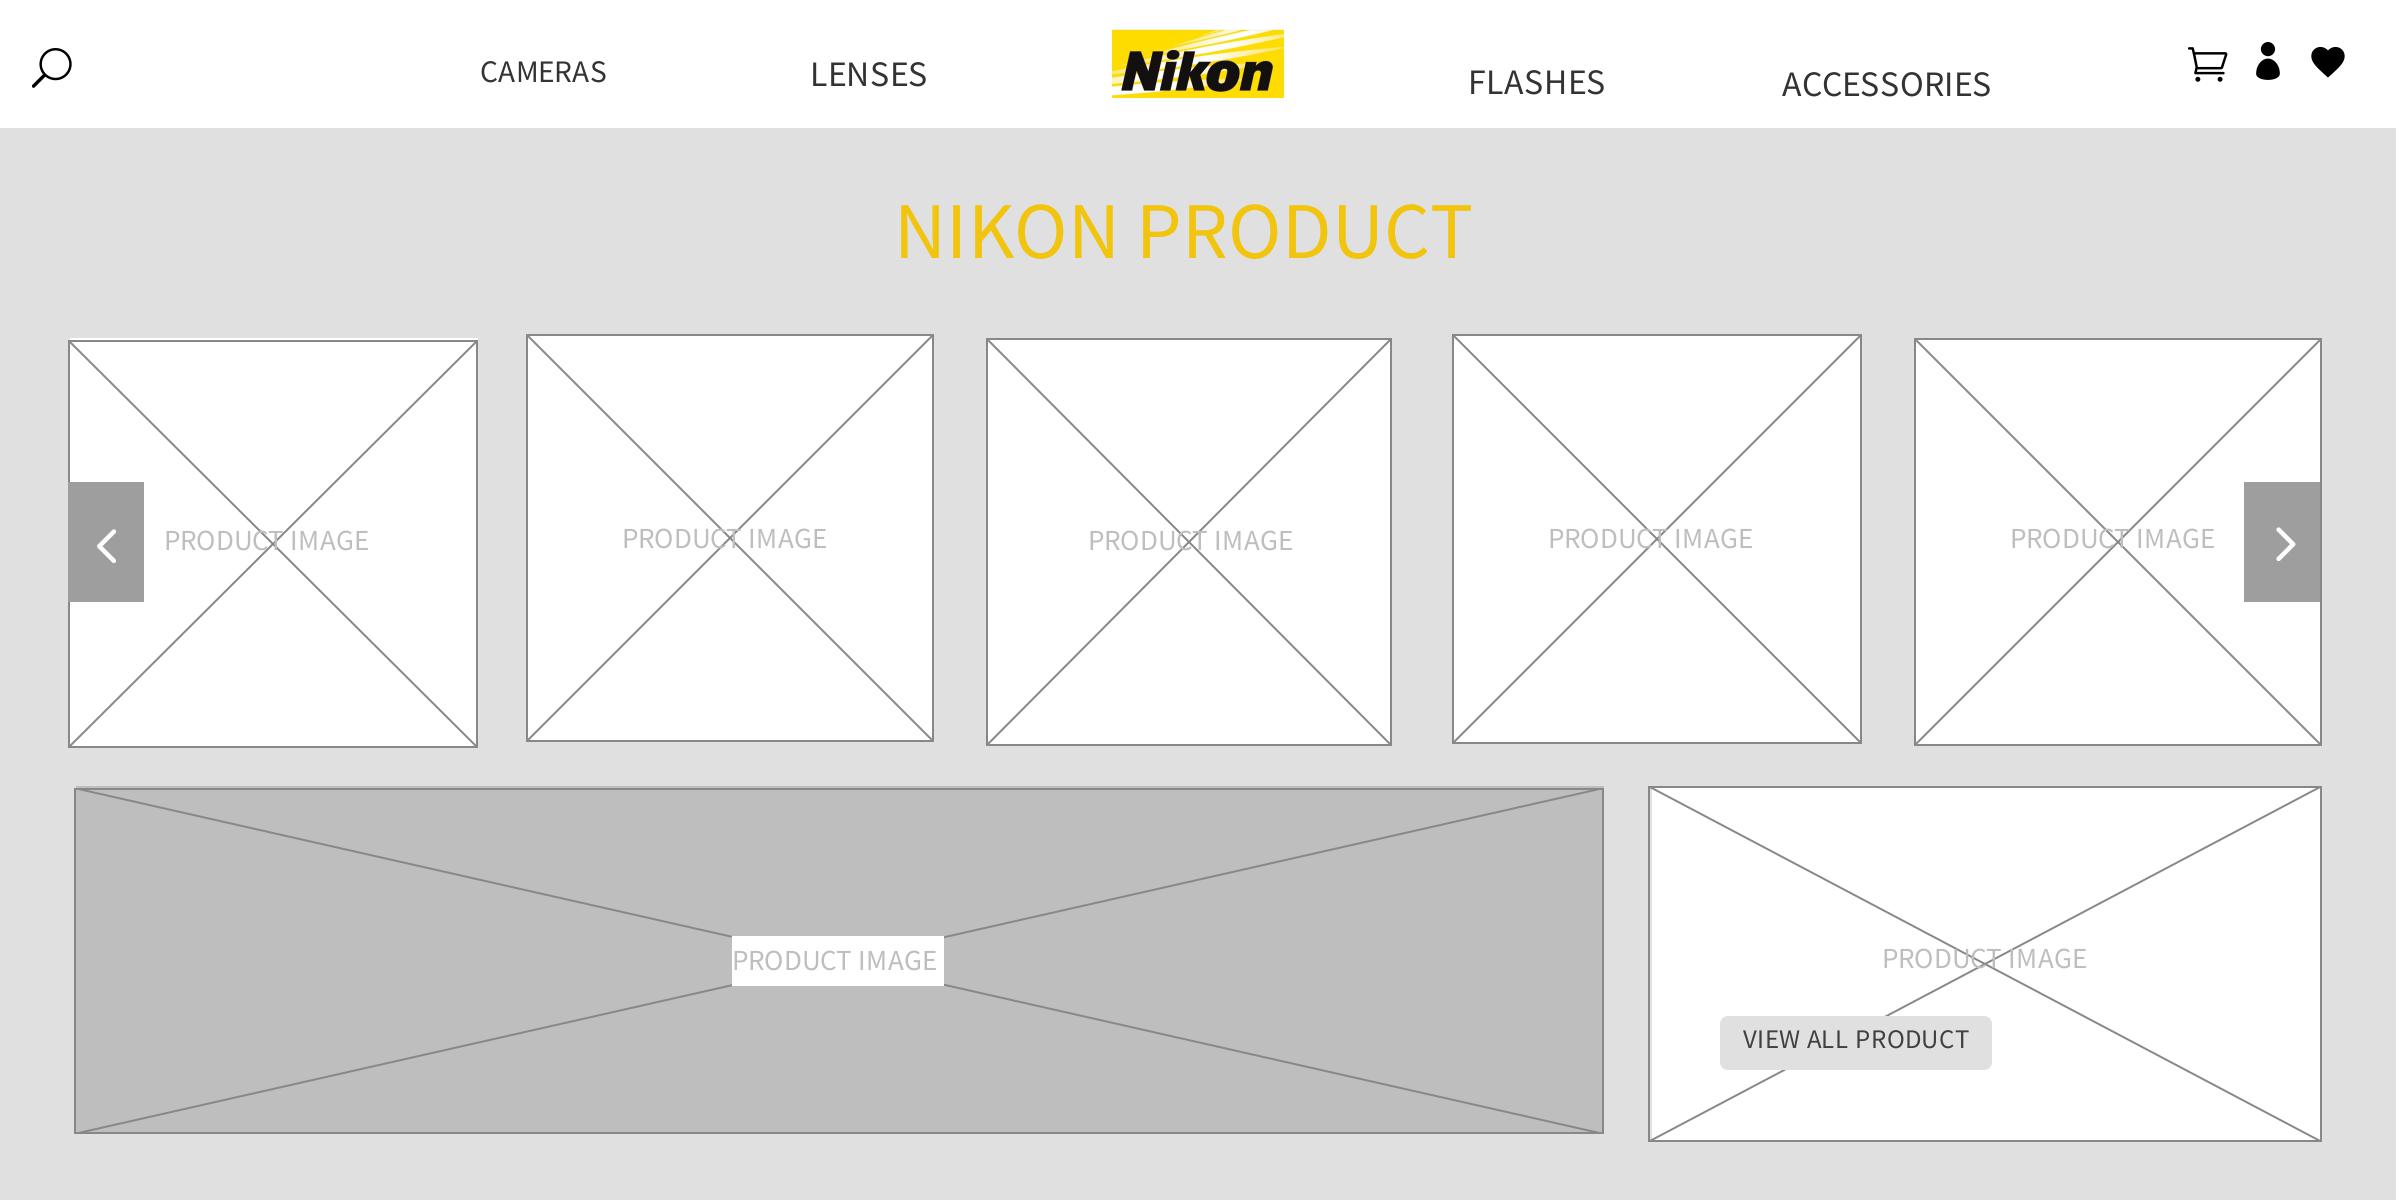 CAMERAS
LENSES
Nikon
FLASHES
ACCESSORIES
NIKON PRODUCT
PRODUCT IMAGE
PRODUCT IMAGE
PRODUCT IMAGE
PRODUCT IMAGE
PRODUCT IMAGE
PRODUCT IMAGE
PRODUCT IMAGE
VIEW ALL PRODUCT